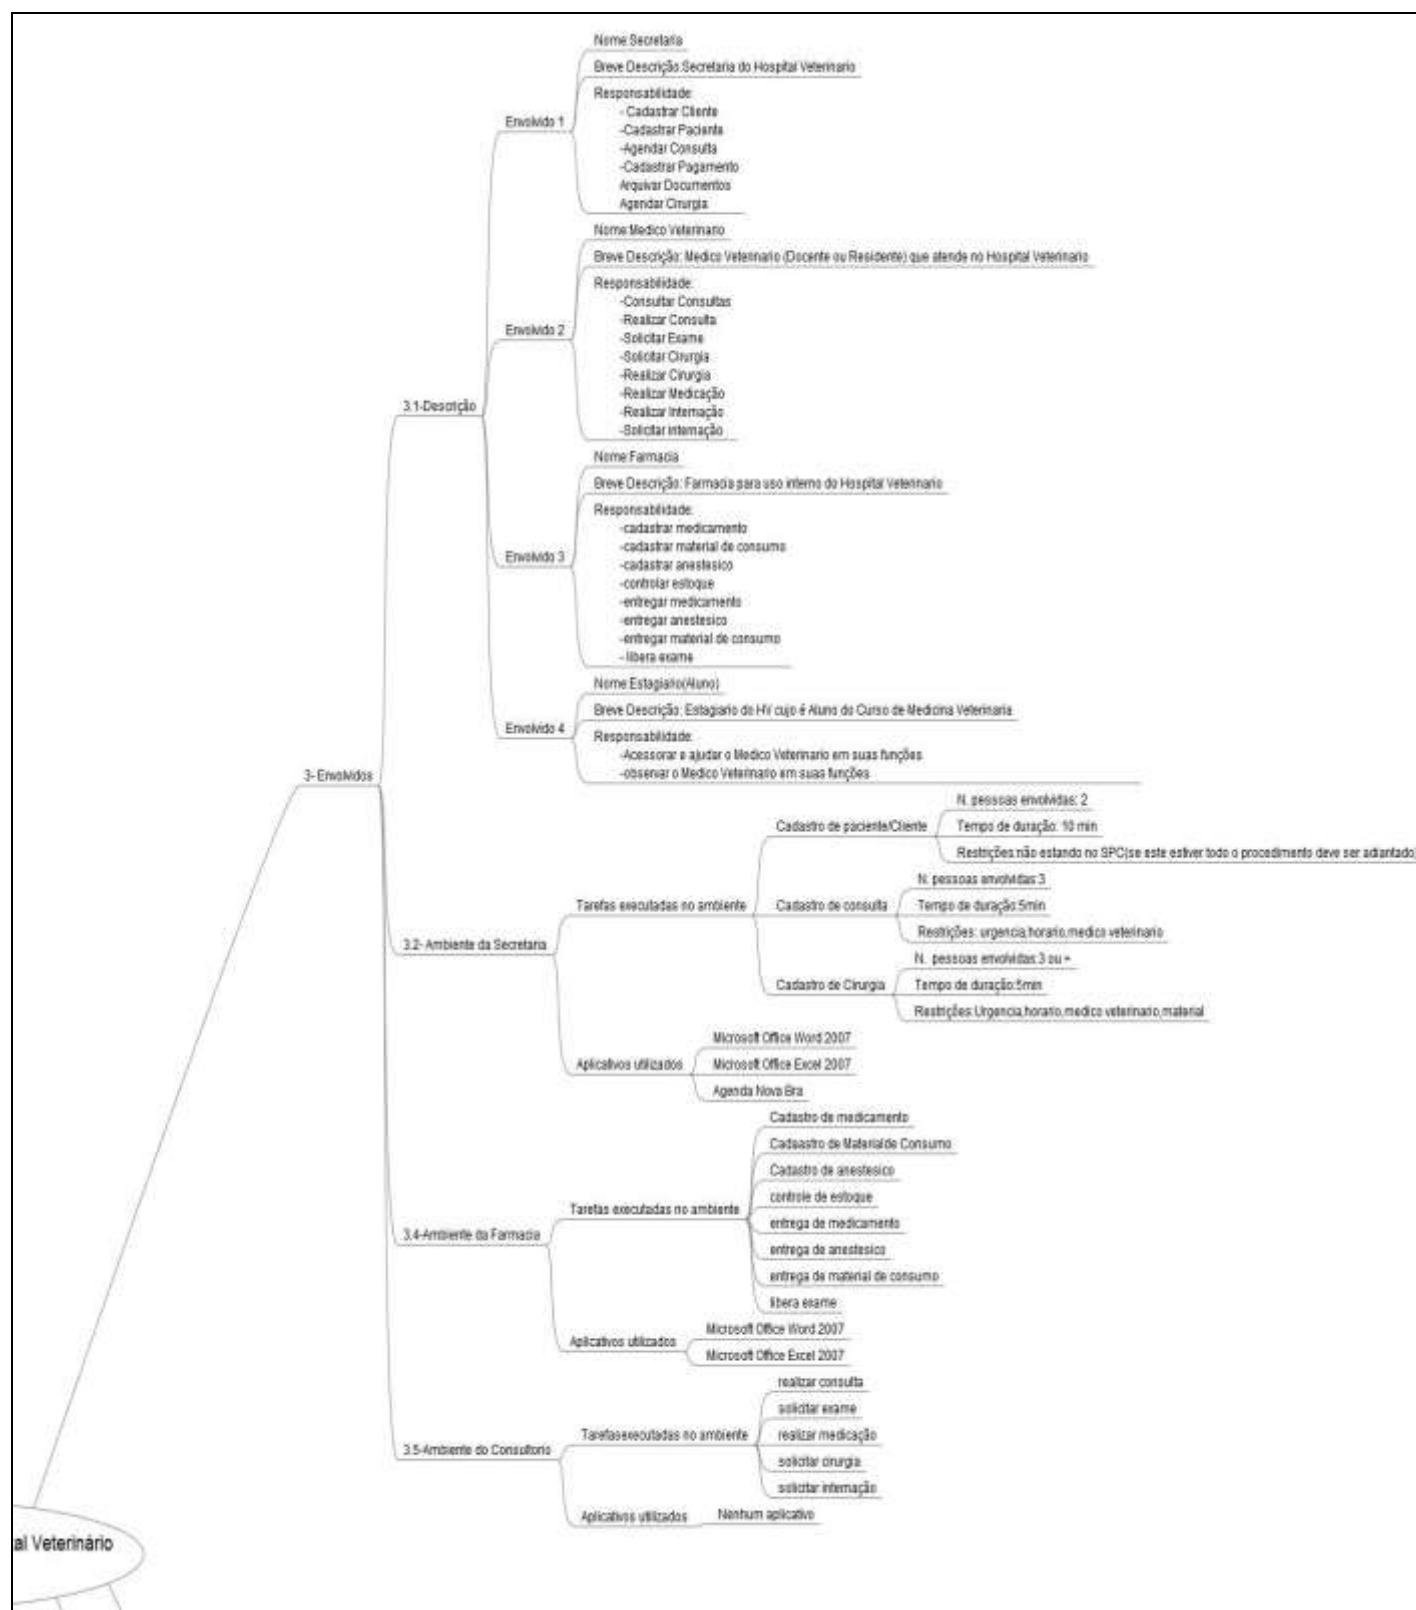 Nome:Secretaria
Breve Descrição:Secretaria do Hospital Veterinario
Responsabilidade:
- Cadastrar Cliente
-Cadastrar Paciente
-Agendar Consulta
-Cadastrar Pagamento
Arquivar Documentos
Agendar Cirurgia
Envolvido 1
Nome:Medico Veterinario
Breve Descrição: Medico Veterinario (Docente ou Residente) que atende no Hospital Veterinario
Responsabilidade:
-Consultar Consultas
-Realizar Consulta
-Solicitar Exame
-Solicitar Cirurgia
-Realizar Cirurgia
-Realizar Medicação
-Realizar Internação
-Solicitar internação
Envolvido 2
3.1-Descrição
Nome:Farmacia
Breve Descrição: Farmacia para uso interno do Hospital Veterinario
Responsabilidade:
-cadastrar medicamento
-cadastrar material de consumo
-cadastrar anestesico
-controlar estoque
-entregar medicamento
-entregar anestesico
-entregar material de consumo
- libera exame
Envolvido 3
Nome:Estagiario(Aluno)
Breve Descrição: Estagiario do HV cujo é Aluno do Curso de Medicina Veterinaria
Responsabilidade:
-Acessorar e ajudar o Medico Veterinario em suas funções
-observar o Medico Veterinario em suas funções
Envolvido 4
3- Envolvidos
N. pessoas envolvidas: 2
Tempo de duração: 10 min
Restrições:não estando no SPC(se este estiver todo o procedimento deve ser adiantado)
Cadastro de paciente/Cliente
N. pessoas envolvidas:3
Tempo de duração:5min
Restrições: urgencia,horario,medico veterinario
Cadastro de consulta
Tarefas executadas no ambiente
N. pessoas envolvidas:3 ou +
Tempo de duração:5min
Restrições:Urgencia,horario,medico veterinario,material
Cadastro de Cirurgia
3.2- Ambiente da Secretaria
Microsoft Office Word 2007
Microsoft Office Excel 2007
Agenda Nova Bra
Aplicativos utilizados
Cadastro de medicamento
Cadaastro de Materialde Consumo
Cadastro de anestesico
controle de estoque
entrega de medicamento
entrega de anestesico
entrega de material de consumo
libera exame
Tarefas executadas no ambiente
3.4-Ambiente da Farmacia
Microsoft Office Word 2007
Microsoft Office Excel 2007
Aplicativos utilizados
realizar consulta
solicitar exame
realizar medicação
solicitar cirurgia
solicitar internação
Tarefasexecutadas no ambiente
3.5-Ambiente do Consultorio
Aplicativos utilizados
Nenhum aplicativo
al Veterinário